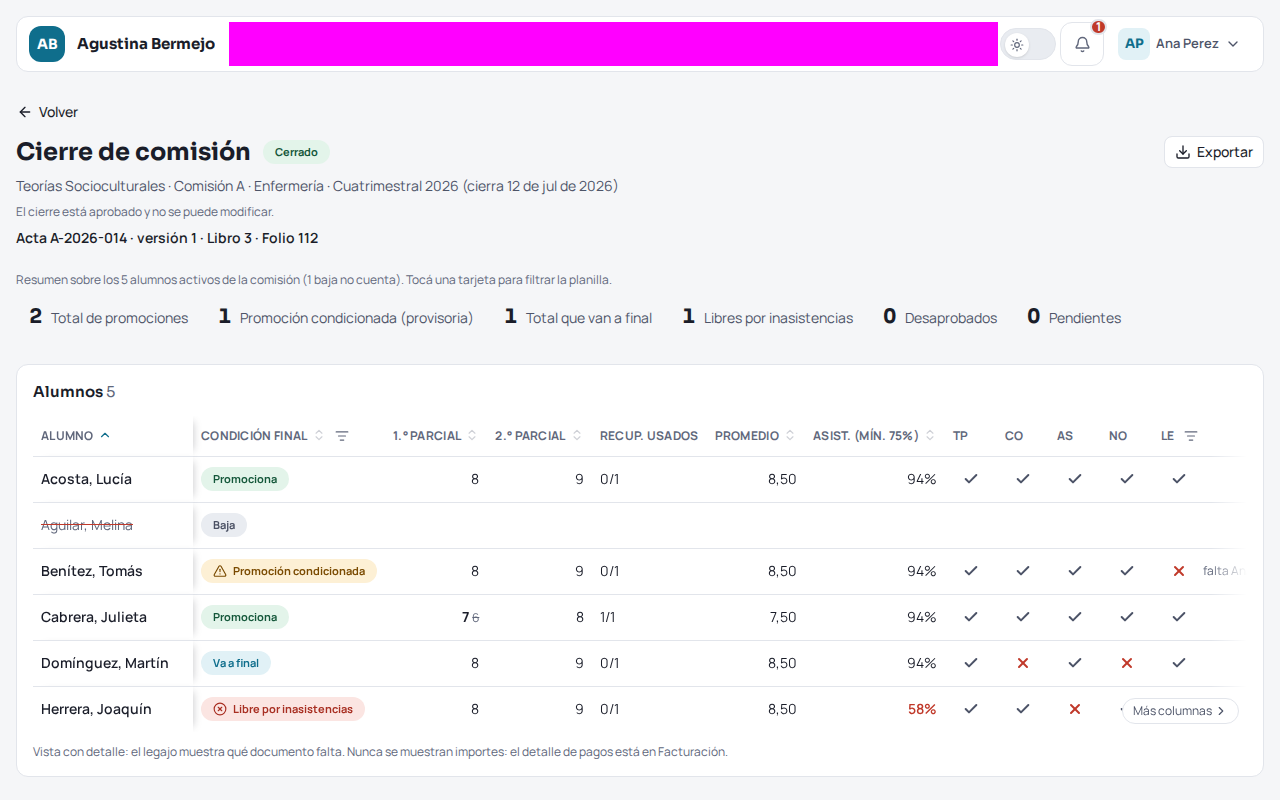 AB Agustina Bermejo 1 AP Ana Perez
Volver
Cierre de comisión Cerrado Exportar
Teorías Socioculturales · Comisión A · Enfermería · Cuatrimestral 2026 (cierra 12 de jul de 2026)
El cierre está aprobado y no se puede modificar.
Acta A-2026-014 · versión 1 · Libro 3 · Folio 112
Resumen sobre los 5 alumnos activos de la comisión (1 baja no cuenta). Tocá una tarjeta para filtrar la planilla.
2 Total de promociones 1 Promoción condicionada (provisoria) 1 Total que van a final 1 Libres por inasistencias 0 Desaprobados 0 Pendientes
Alumnos 5
ALUMNO CONDICIÓN FINAL 1.º PARCIAL 2.º PARCIAL RECUP. USADOS PROMEDIO ASIST. (MÍN. 75%) TP CO AS NO LE
Acosta, Lucía Promociona 8 9 0/1 8,50 94%
Aguilar, Melina Baja
Benítez, Tomás Promoción condicionada 8 9 0/1 8,50 94% falta
Cabrera, Julieta Promociona 7 6 8 1/1 7,50 94%
Domínguez, Martín Va a final 8 9 0/1 8,50 94%
Herrera, Joaquín Libre por inasistencias 8 9 0/1 8,50 58% Más columnas
Vista con detalle: el legajo muestra qué documento falta. Nunca se muestran importes: el detalle de pagos está en Facturación.